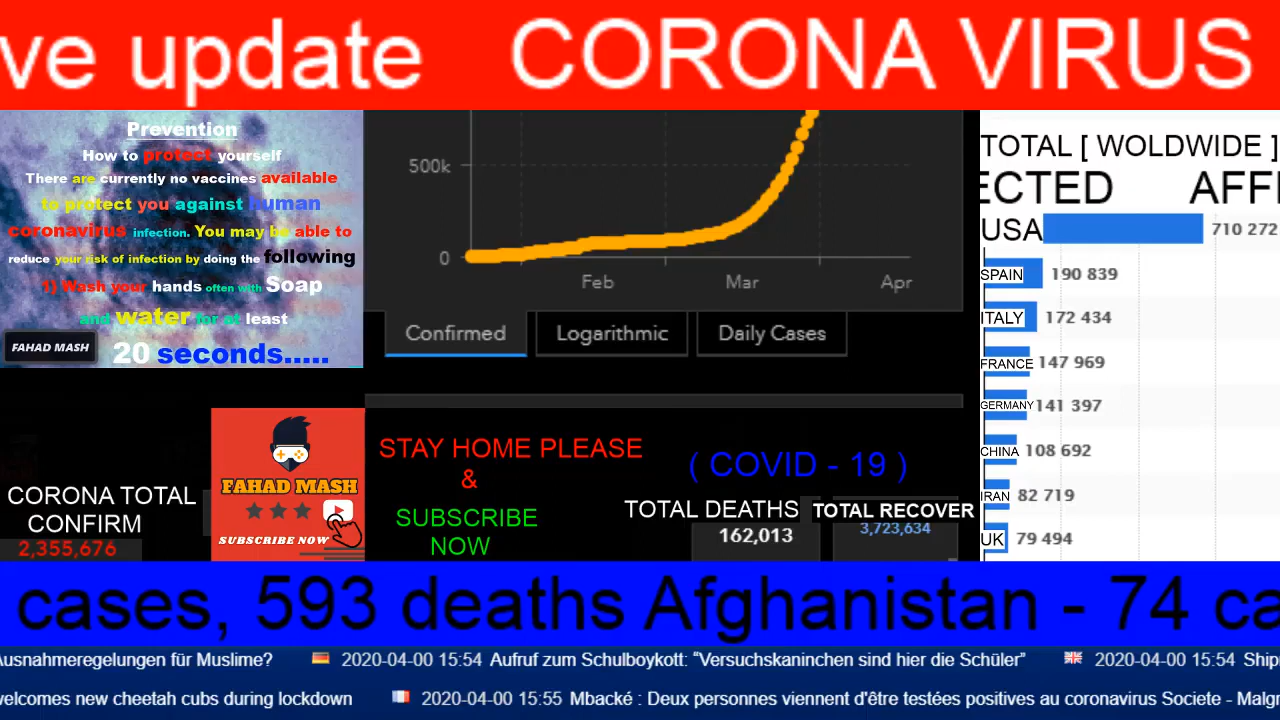 ve update CORONA VIRUS
Prevention
How to protect yourself
There are currently no vaccines available
to protect you against human
coronavirus infection. You may be able to
reduce your risk of infection by doing the following
1) Wash your hands often with Soap
and water for at least
20 seconds.....
FAHAD MASH
500k
0
Feb Mar Apr
Confirmed Logarithmic Daily Cases
TOTAL [ WOLDWIDE ]
ECTED AFFE
USA 710 272
SPAIN 190 839
ITALY 172 434
FRANCE 147 969
GERMANY 141 397
CHINA 108 692
IRAN 82 719
UK 79 494
CORONA TOTAL
CONFIRM
2,355,676
FAHAD MASH
SUBSCRIBE NOW
STAY HOME PLEASE
&
SUBSCRIBE
NOW
( COVID - 19 )
TOTAL DEATHS
162,013
TOTAL RECOVER
3,723,634
cases, 593 deaths Afghanistan - 74 ca
Ausnahmeregelungen für Muslime? 2020-04-00 15:54 Aufruf zum Schulboykott: “Versuchskaninchen sind hier die Schüler” 2020-04-00 15:54 Ship
welcomes new cheetah cubs during lockdown 2020-04-00 15:55 Mbacké : Deux personnes viennent d'être testées positives au coronavirus Societe - Malgr